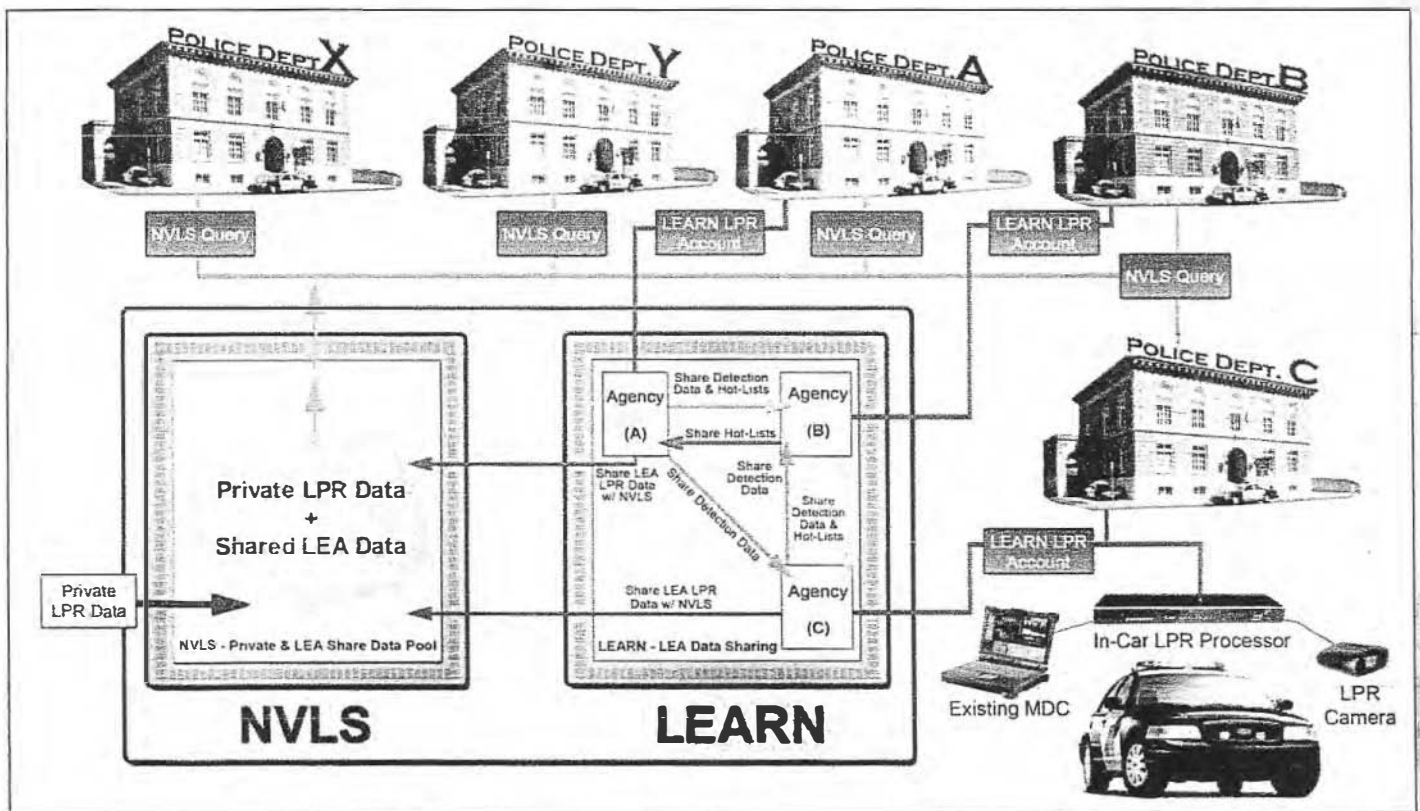 POLICE DEPT X
POLICE DEPT. Y
POLICE DEPT. A
POLICE DEPT. B
NVLS Query
NVLS Query
LEARN LPR
Account
NVLS Query
LEARN LPR
Account
NVLS Query
POLICE DEPT. C
Agency
(A)
Share Detection
Data & Hot-Lists
Agency
(B)
Share Hot-Lists
Share LEA
LPR Data
w/ NVLS
Share Detection Data
Share
Detection
Data
Share
Detection
Data &
Hot-Lists
Private LPR Data
+
Shared LEA Data
Private
LPR Data
Share LEA LPR
Data w/ NVLS
Agency
(C)
NVLS - Private & LEA Share Data Pool
LEARN - LEA Data Sharing
NVLS
LEARN
LEARN LPR
Account
In-Car LPR Processor
Existing MDC
LPR
Camera